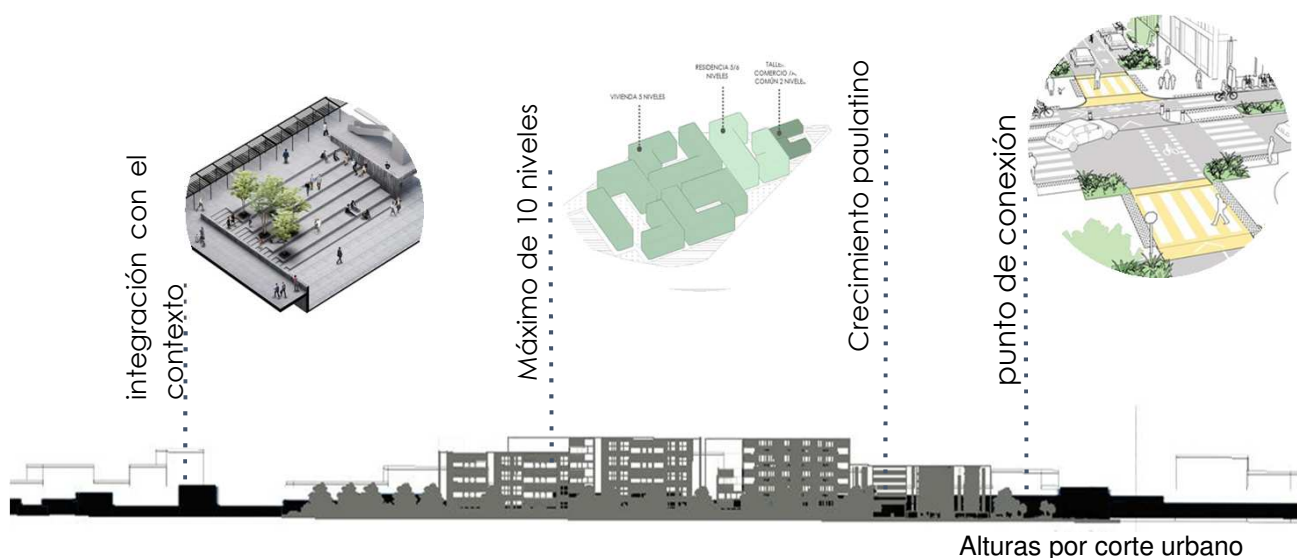 integración con el
contexto
Máximo de 10 niveles
VIVIENDA 5 NIVELES
RESIDENCIA 5/6
NIVELES
COMERCIO
COMÚN 2
Crecimiento paulatino
punto de conexión
Alturas por corte urbano